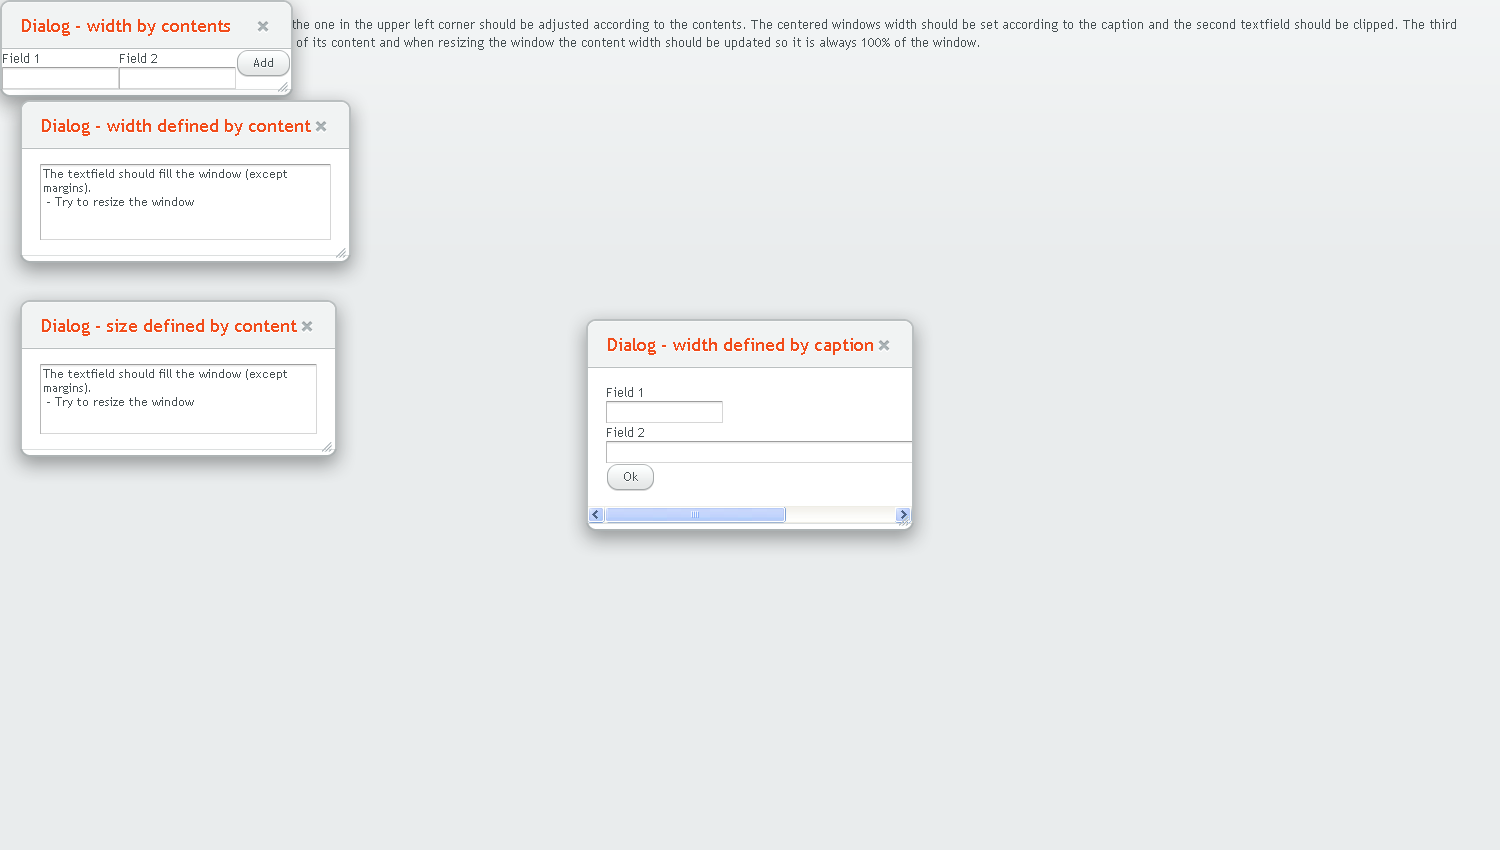 Dialog - width by contents
the one in the upper left corner should be adjusted according to the contents. The centered windows width should be set according to the caption and the second textfield should be clipped. The third
of its content and when resizing the window the content width should be updated so it is always 100% of the window.
Field 1 Field 2 Add
Dialog - width defined by content
The textfield should fill the window (except
margins).
- Try to resize the window
Dialog - size defined by content
The textfield should fill the window (except
margins).
- Try to resize the window
Dialog - width defined by caption
Field 1
Field 2
Ok